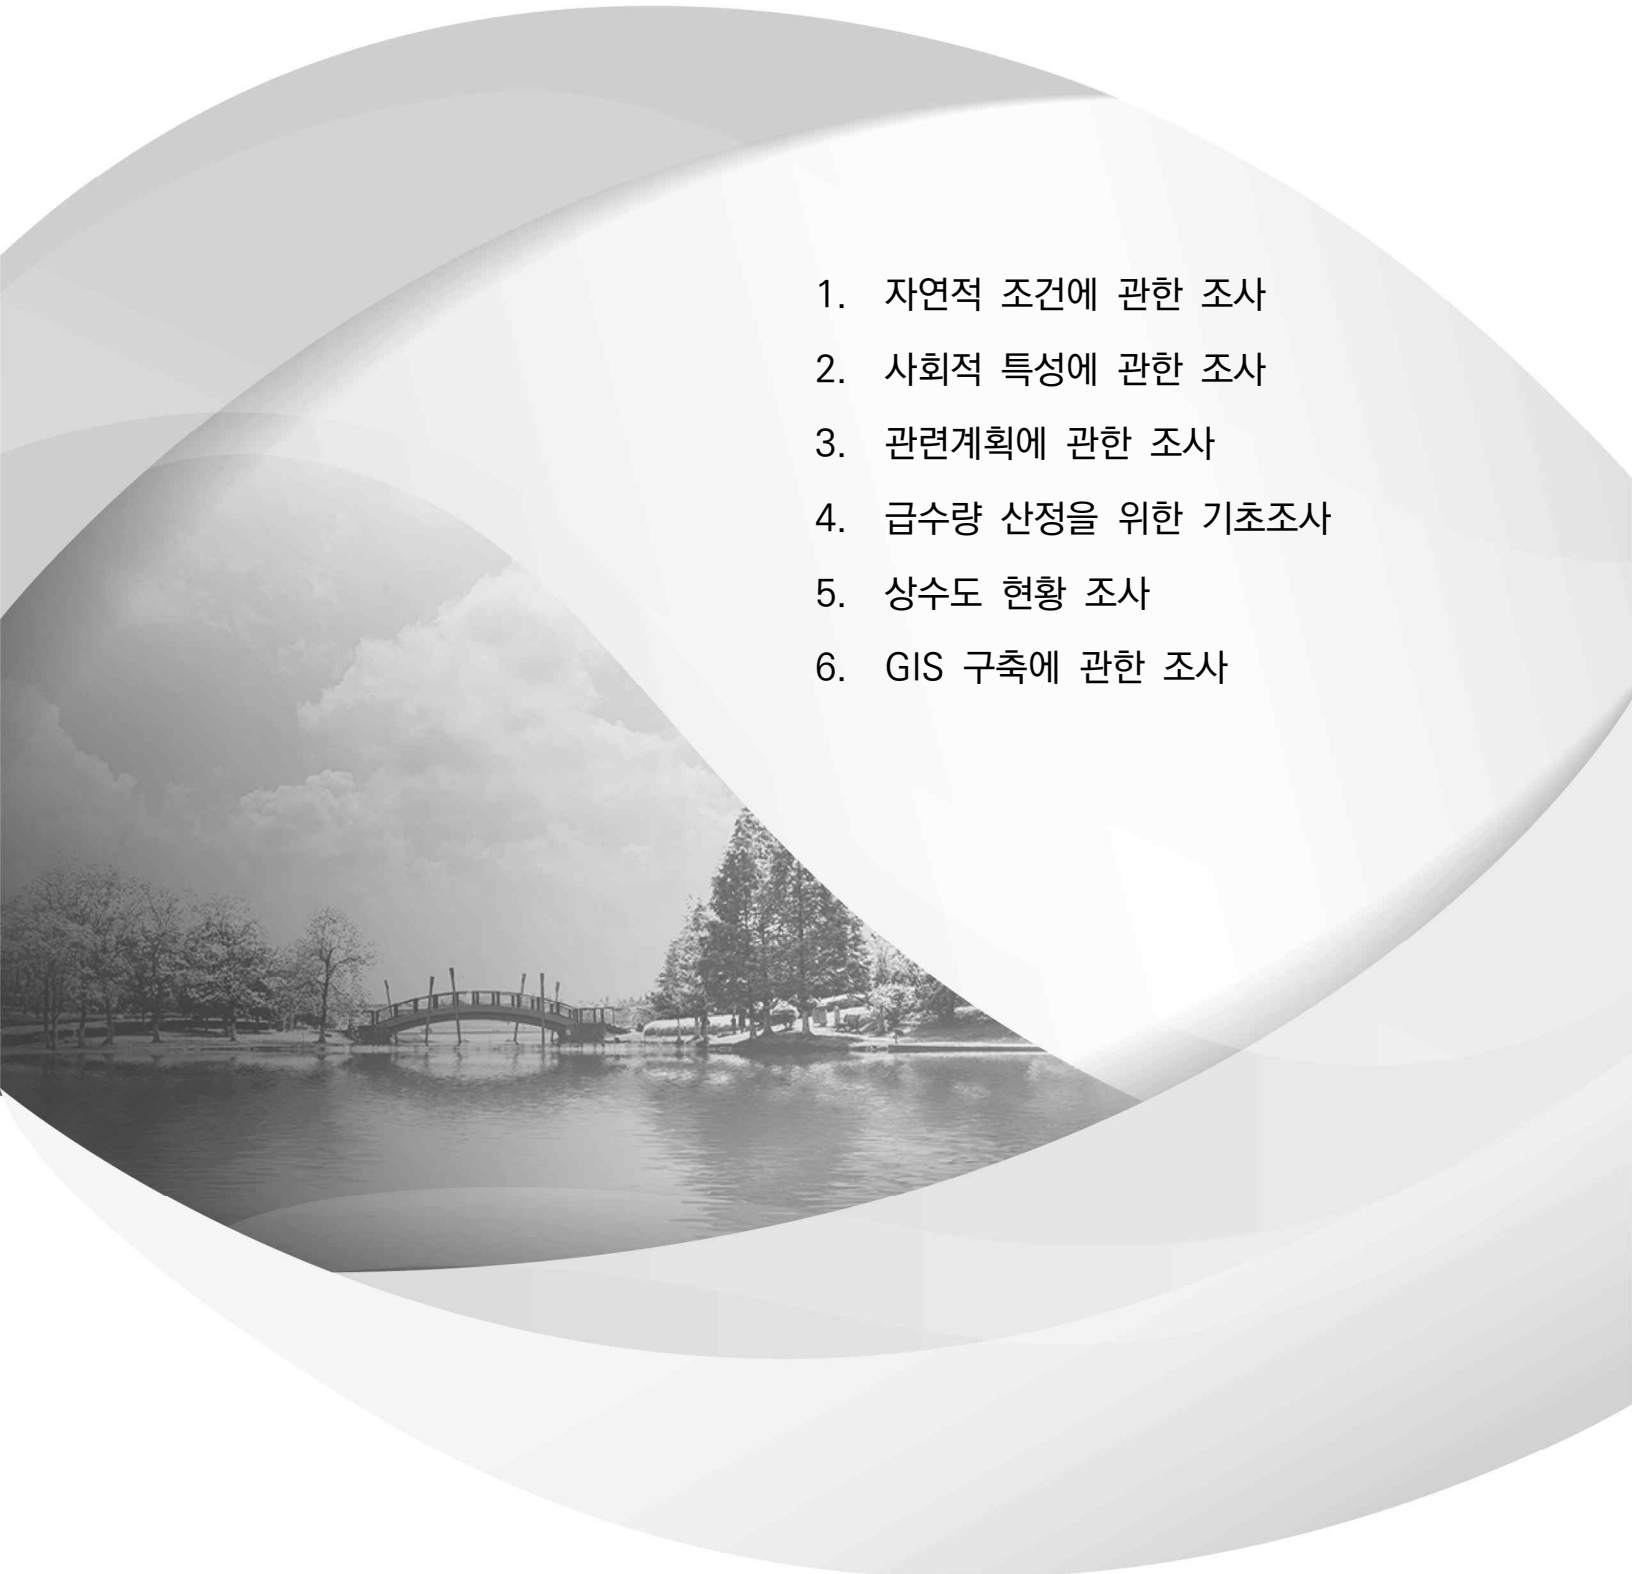 1. 자연적 조건에 관한 조사
2. 사회적 특성에 관한 조사
3. 관련계획에 관한 조사
4. 급수량 산정을 위한 기초조사
5. 상수도 현황 조사
6. GIS 구축에 관한 조사